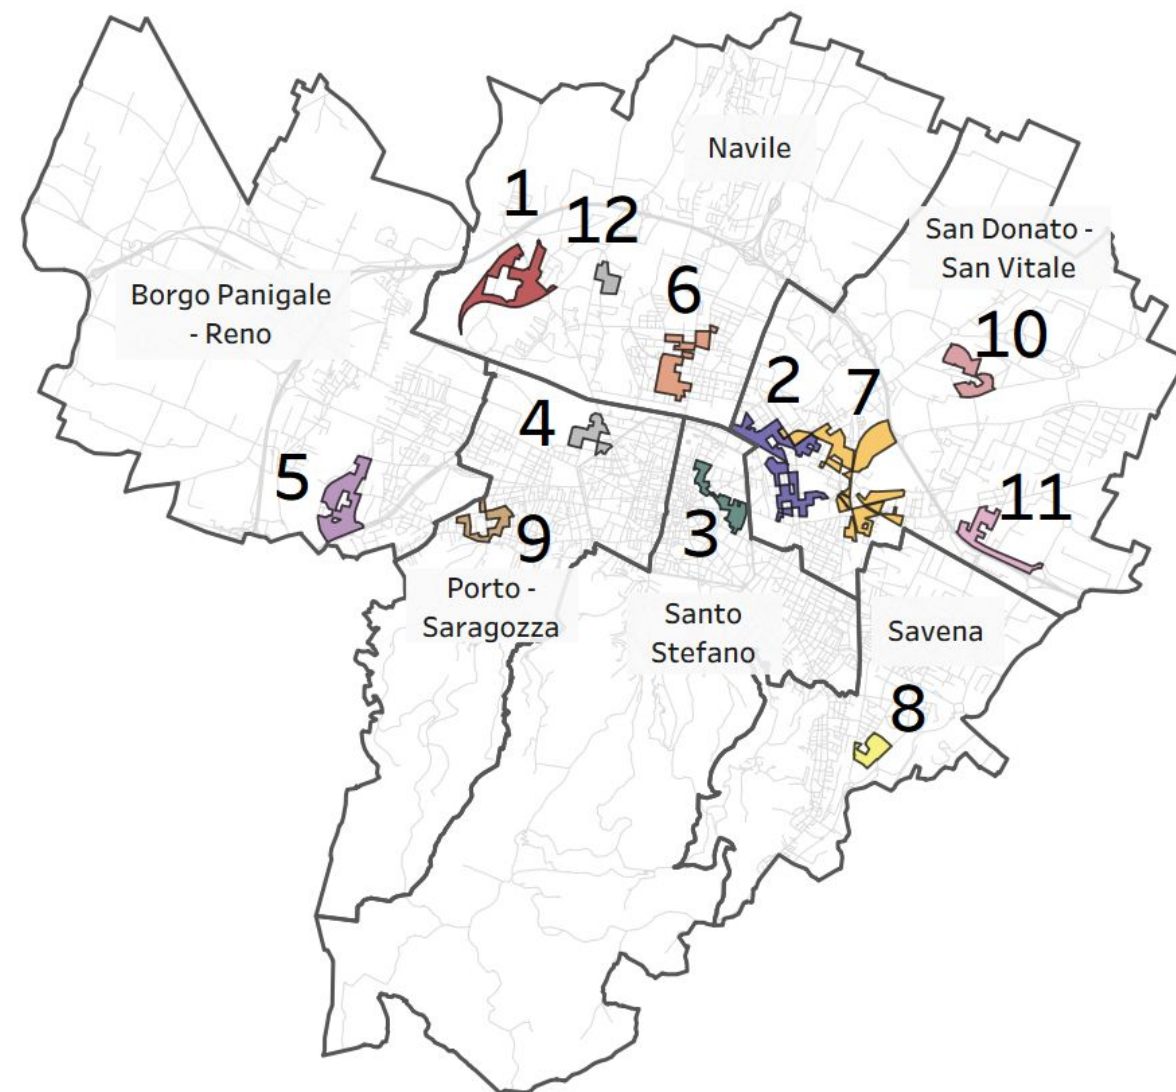 Navile
1
12
San Donato -
San Vitale
Borgo Panigale
- Reno
6
10
2
7
4
5
11
3
9
Porto -
Saragozza
Santo
Stefano
Savena
8